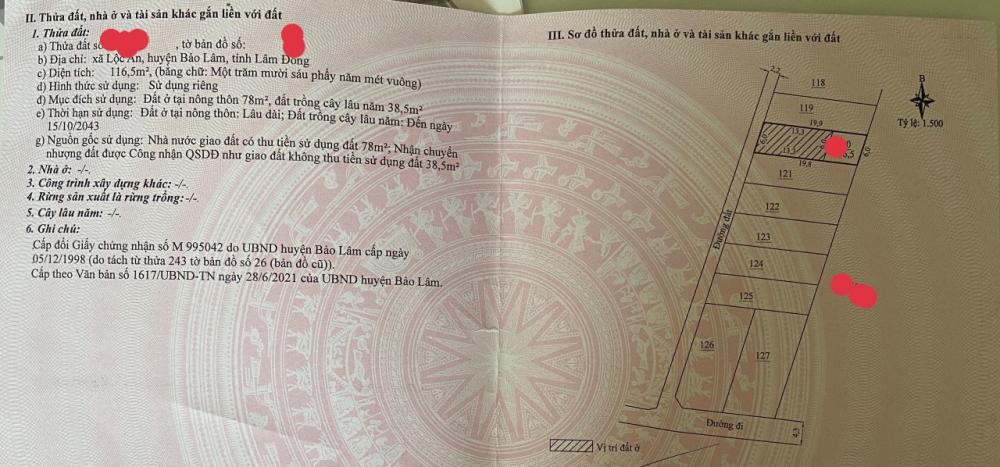 II. Thửa đất, nhà ở và tài sản khác gắn liền với đất
1. Thửa đất:
a) Thửa đất số , tờ bản đồ số:
b) Địa chỉ: xã Lộc An, huyện Bảo Lâm, tỉnh Lâm Đồng
c) Diện tích: 116,5m², (bằng chữ: Một trăm mười sáu phẩy năm mét vuông)
d) Hình thức sử dụng: Sử dụng riêng
đ) Mục đích sử dụng: Đất ở tại nông thôn 78m², đất trồng cây lâu năm 38,5m²
e) Thời hạn sử dụng: Đất ở tại nông thôn: Lâu dài; Đất trồng cây lâu năm: Đến ngày
15/10/2043
g) Nguồn gốc sử dụng: Nhà nước giao đất có thu tiền sử dụng đất 78m²; Nhận chuyển
nhượng đất được Công nhận QSDĐ như giao đất không thu tiền sử dụng đất 38,5m²
2. Nhà ở: -/-.
3. Công trình xây dựng khác: -/-.
4. Rừng sản xuất là rừng trồng: -/-.
5. Cây lâu năm: -/-.
6. Ghi chú:
Cấp đổi Giấy chứng nhận số M 995042 do UBND huyện Bảo Lâm cấp ngày
05/12/1998 (do tách từ thửa 243 tờ bản đồ số 26 (bản đồ cũ)).
Cấp theo Văn bản số 1617/UBND-TN ngày 28/6/2021 của UBND huyện Bảo Lâm.
III. Sơ đồ thửa đất, nhà ở và tài sản khác gắn liền với đất
2,2
118
B
119
Tỷ lệ: 1.500
19,9
13,3
6,0
6,0
13,3
19,8
121
122
Đường đất
123
124
125
126
127
Đường đi
4,3
Vị trí đất ở